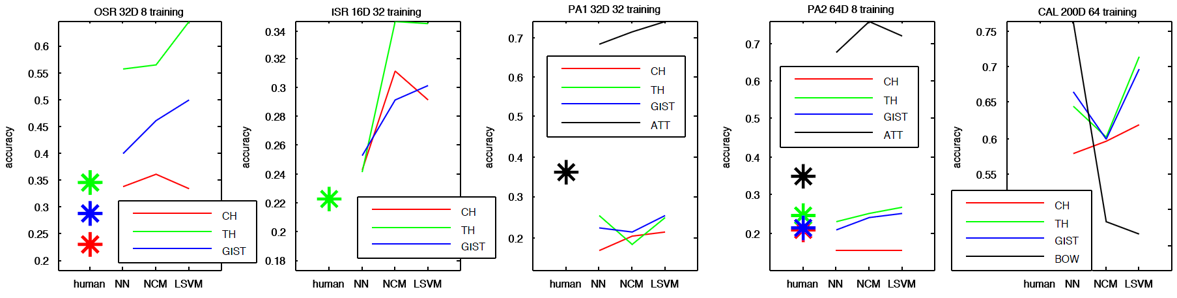 OSR 32D 8 training
accuracy
0.6
0.55
0.5
0.45
0.4
0.35
0.3
0.25
0.2
CH
TH
GIST
human NN NCM LSVM
ISR 16D 32 training
accuracy
0.34
0.32
0.3
0.28
0.26
0.24
0.22
0.2
0.18
0.16
CH
TH
GIST
human NN NCM LSVM
PA1 32D 32 training
accuracy
0.7
0.6
0.5
0.4
0.3
0.2
CH
TH
GIST
ATT
human NN NCM LSVM
PA2 64D 8 training
accuracy
0.7
0.6
0.5
0.4
0.3
0.2
CH
TH
GIST
ATT
human NN NCM LSVM
CAL 200D 64 training
accuracy
0.75
0.7
0.65
0.6
0.55
CH
TH
GIST
BOW
human NN NCM LSVM